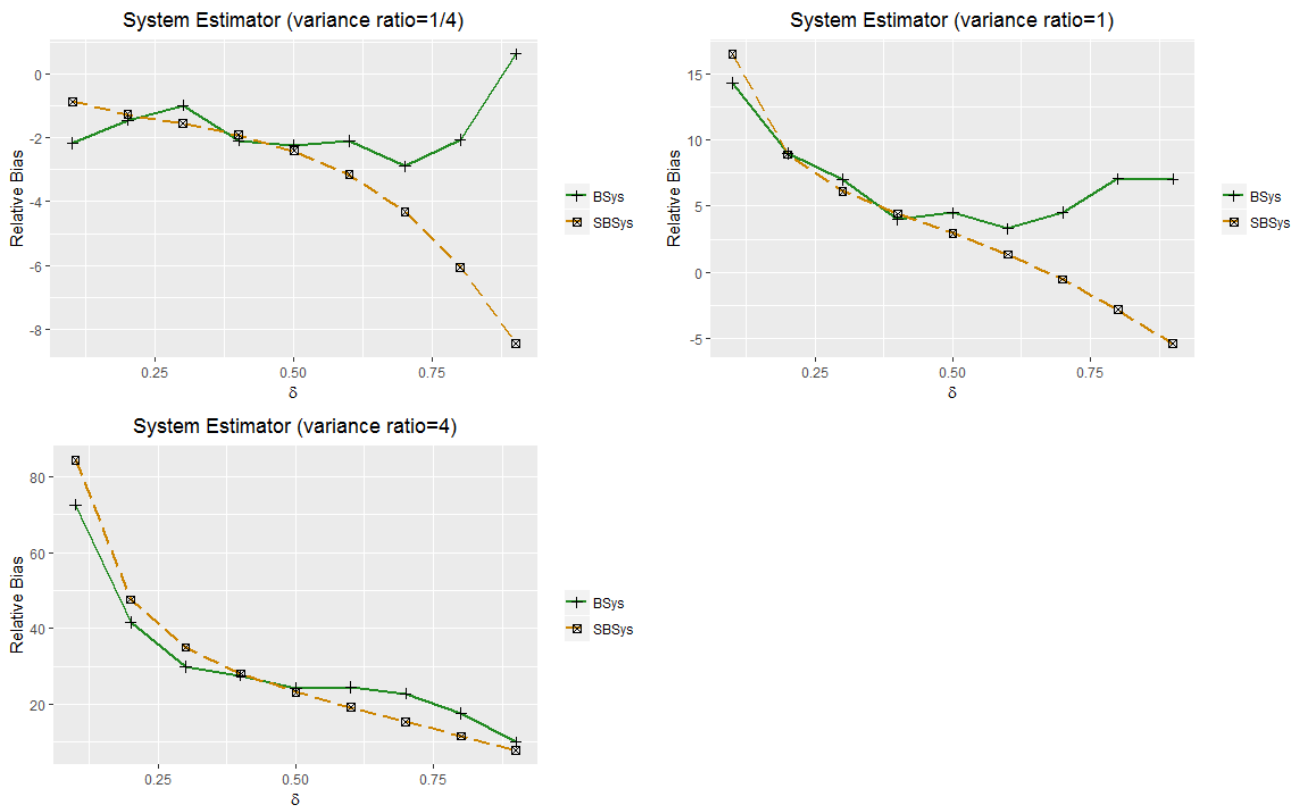 System Estimator (variance ratio=1/4)
0
-2
-4
-6
-8
Relative Bias
0.25
0.50
0.75
δ
BSys
SBSys
System Estimator (variance ratio=1)
15
10
5
0
-5
Relative Bias
0.25
0.50
0.75
δ
BSys
SBSys
System Estimator (variance ratio=4)
80
60
40
20
Relative Bias
0.25
0.50
0.75
δ
BSys
SBSys